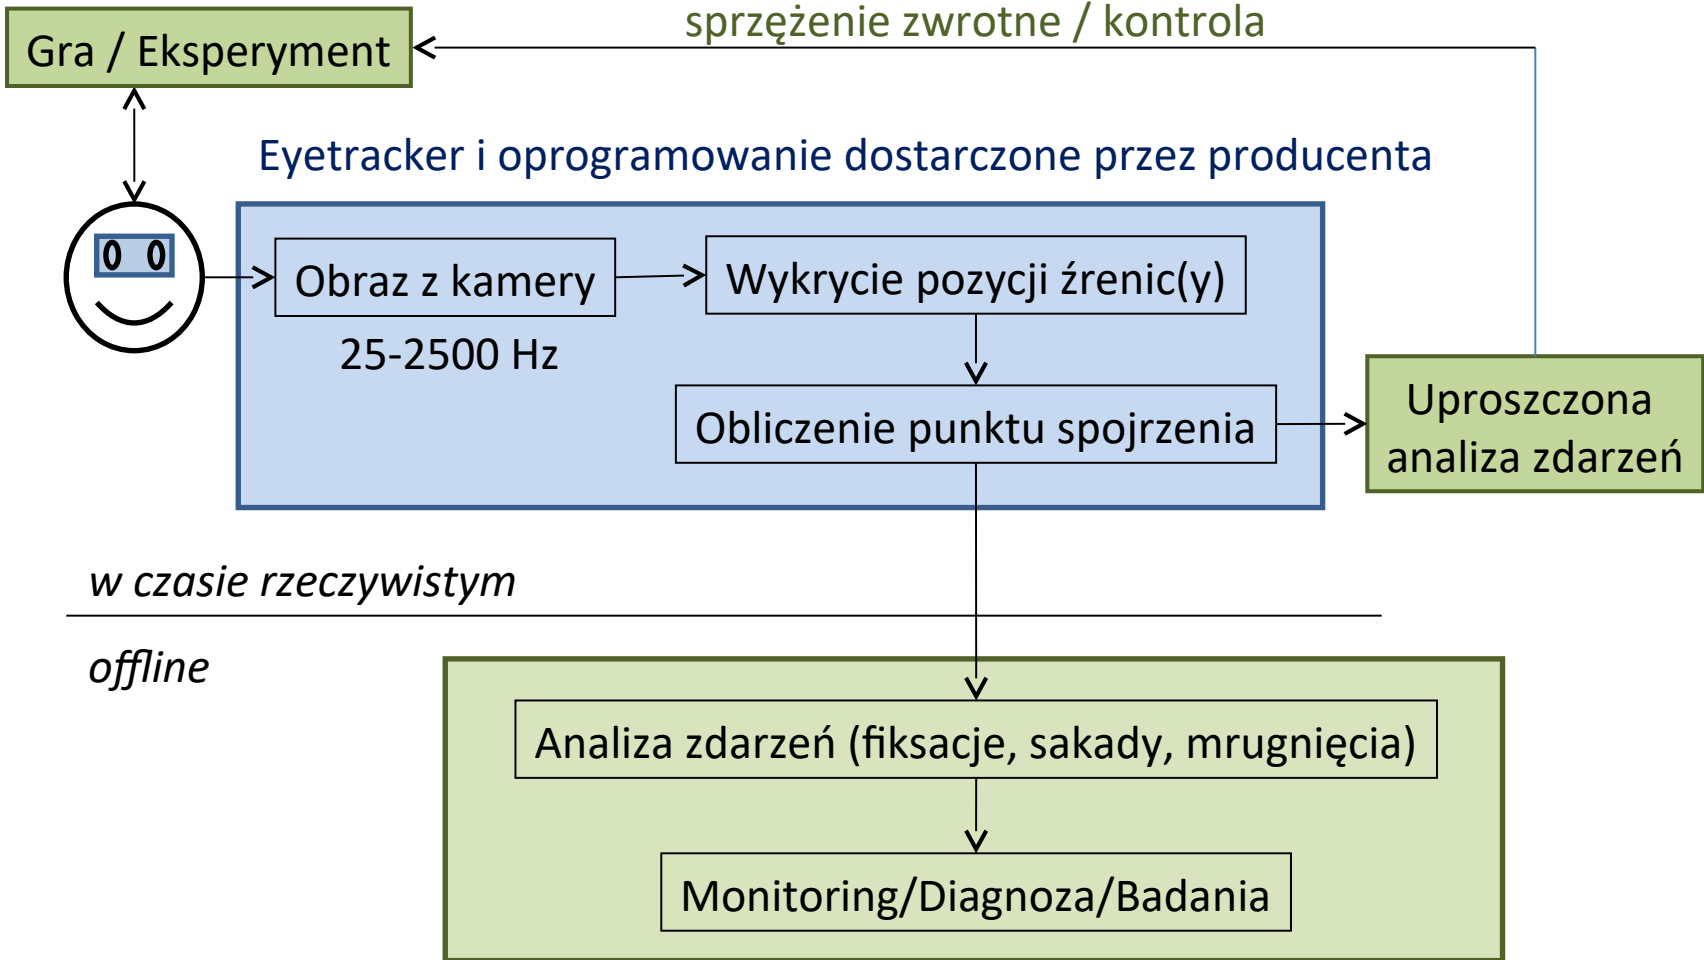 sprzężenie zwrotne / kontrola
Gra / Eksperyment
Eyetracker i oprogramowanie dostarczone przez producenta
Obraz z kamery
25-2500 Hz
Wykrycie pozycji źrenic(y)
Obliczenie punktu spojrzenia
Uproszczona
analiza zdarzeń
w czasie rzeczywistym
offline
Analiza zdarzeń (fiksacje, sakady, mrugnięcia)
Monitoring/Diagnoza/Badania